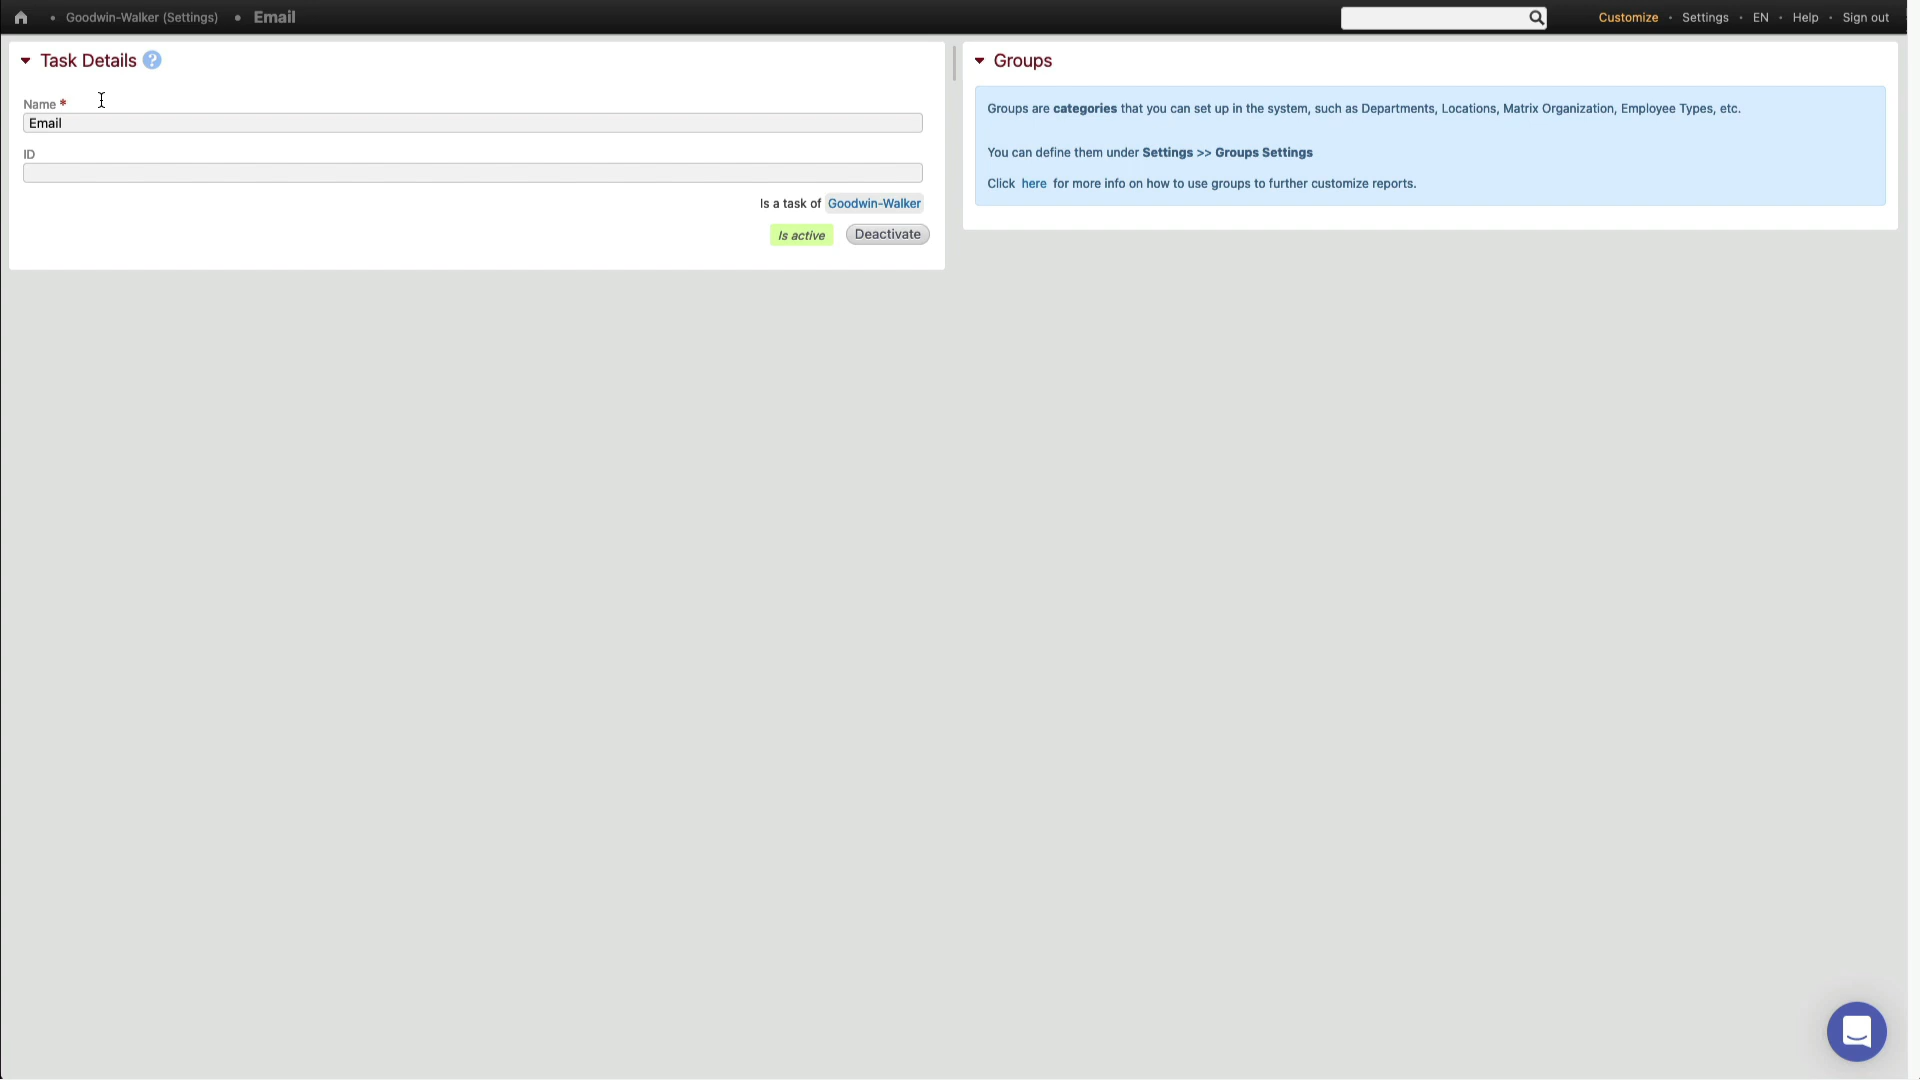 • Goodwin-Walker (Settings) • Email
Customize • Settings • EN • Help • Sign out
Task Details ?
Name *
Email
ID
Is a task of Goodwin-Walker
Is active Deactivate
Groups
Groups are categories that you can set up in the system, such as Departments, Locations, Matrix Organization, Employee Types, etc.
You can define them under Settings >> Groups Settings
Click here for more info on how to use groups to further customize reports.